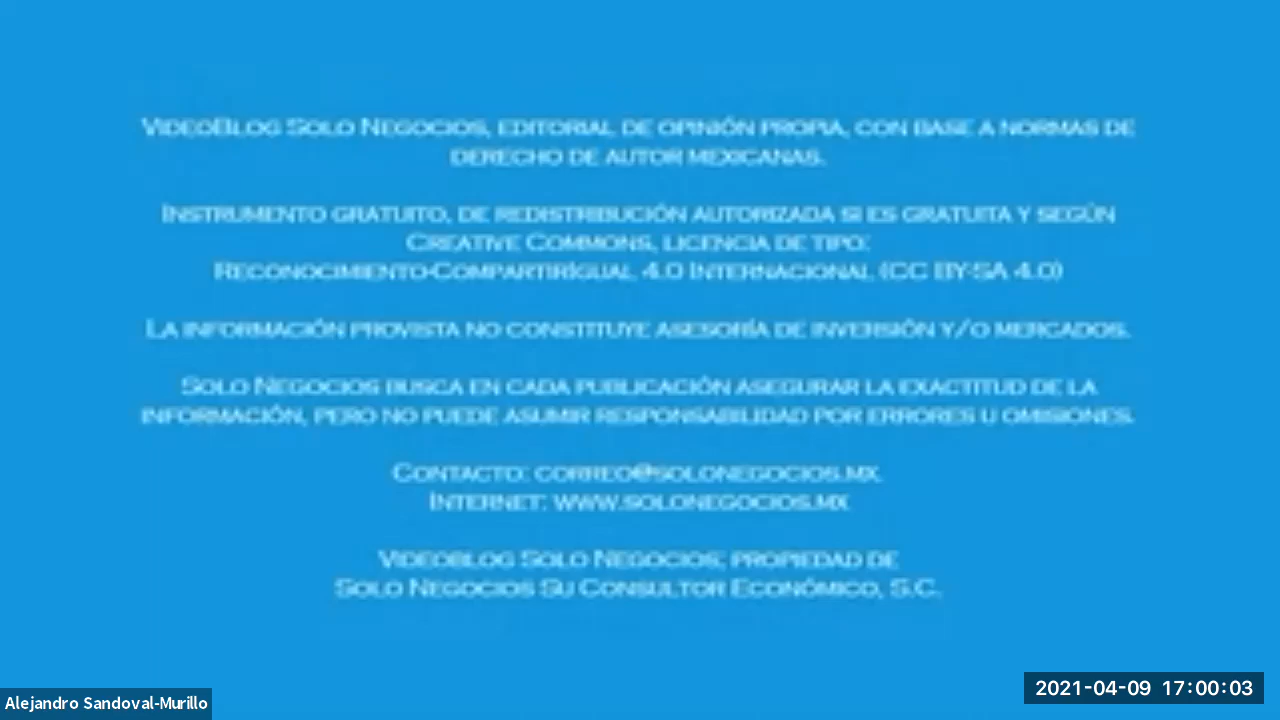 VideoBlog Solo Negocios, editorial de opinión propia, con base a normas de
derecho de autor mexicanas.
Instrumento gratuito, de redistribución autorizada si es gratuita y según
Creative Commons, licencia de tipo:
Reconocimiento-CompartirIgual 4.0 Internacional (CC BY-SA 4.0)
La información provista no constituye asesoría de inversión y/o mercados.
Solo Negocios busca en cada publicación asegurar la exactitud de la
información, pero no puede asumir responsabilidad por errores u omisiones.
Contacto: correo@solonegocios.mx
Internet: www.solonegocios.mx
Videoblog Solo Negocios; propiedad de
Solo Negocios Su Consultor Económico, S.C.
Alejandro Sandoval-Murillo
2021-04-09 17:00:03